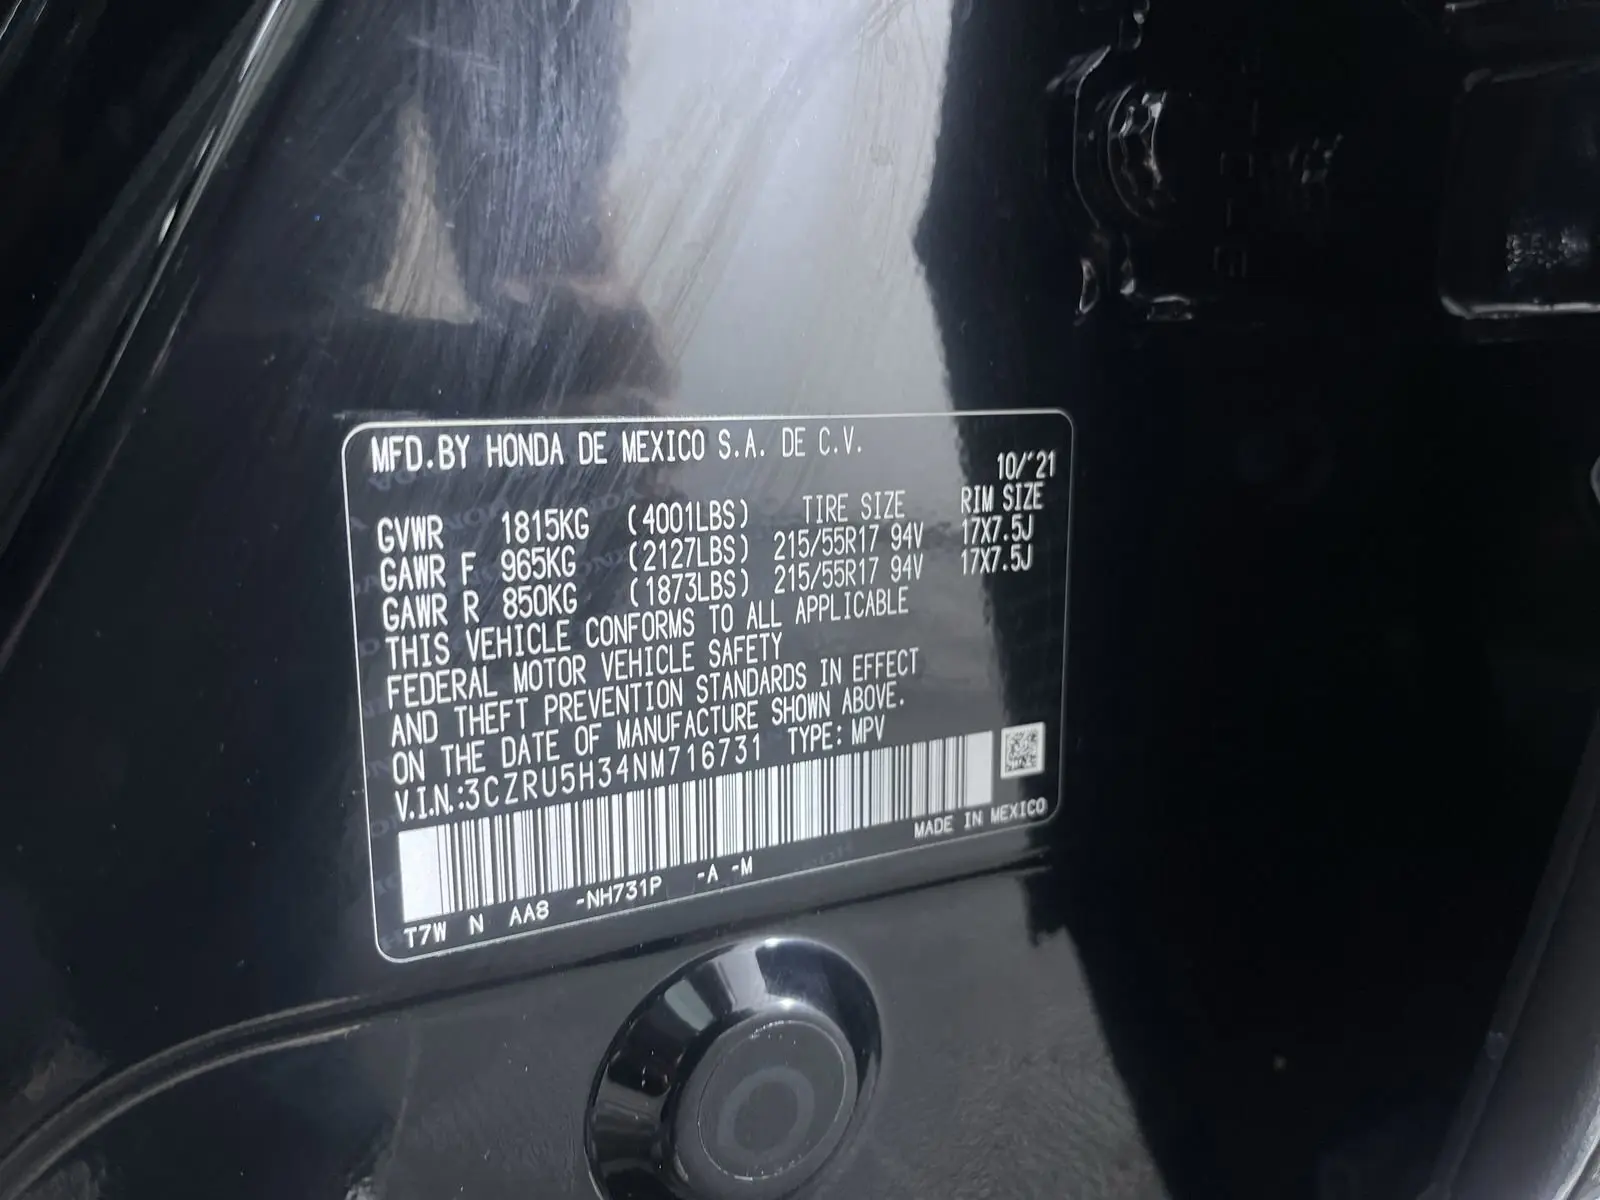 MFD.BY HONDA DE MEXICO S.A. DE C.V.
10/'21
GVWR 1815KG (4001LBS) TIRE SIZE RIM SIZE
GAWR F 965KG (2127LBS) 215/55R17 94V 17X7.5J
GAWR R 850KG (1873LBS) 215/55R17 94V 17X7.5J
THIS VEHICLE CONFORMS TO ALL APPLICABLE
FEDERAL MOTOR VEHICLE SAFETY
AND THEFT PREVENTION STANDARDS IN EFFECT
ON THE DATE OF MANUFACTURE SHOWN ABOVE.
V.I.N.:3CZRU5H34NM716731 TYPE: MPV
MADE IN MEXICO
T7W N AA8 -NH731P -A -M